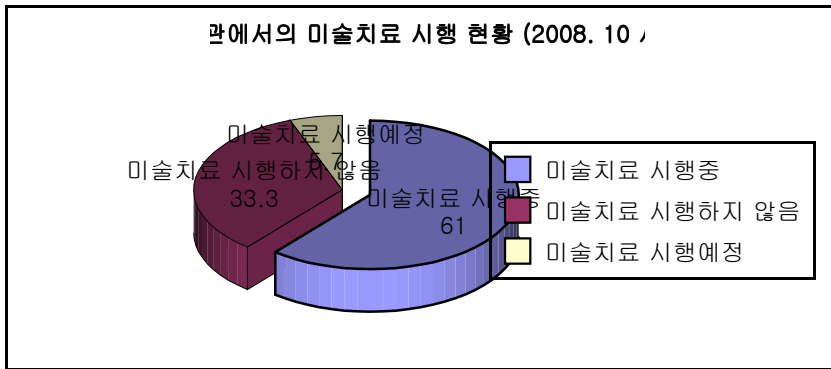 관에서의 미술치료 시행 현황 (2008. 10
미술치료 시행예정
5.7
미술치료 시행하지 않음
33.3
미술치료 시행중
61
미술치료 시행중
미술치료 시행하지 않음
미술치료 시행예정